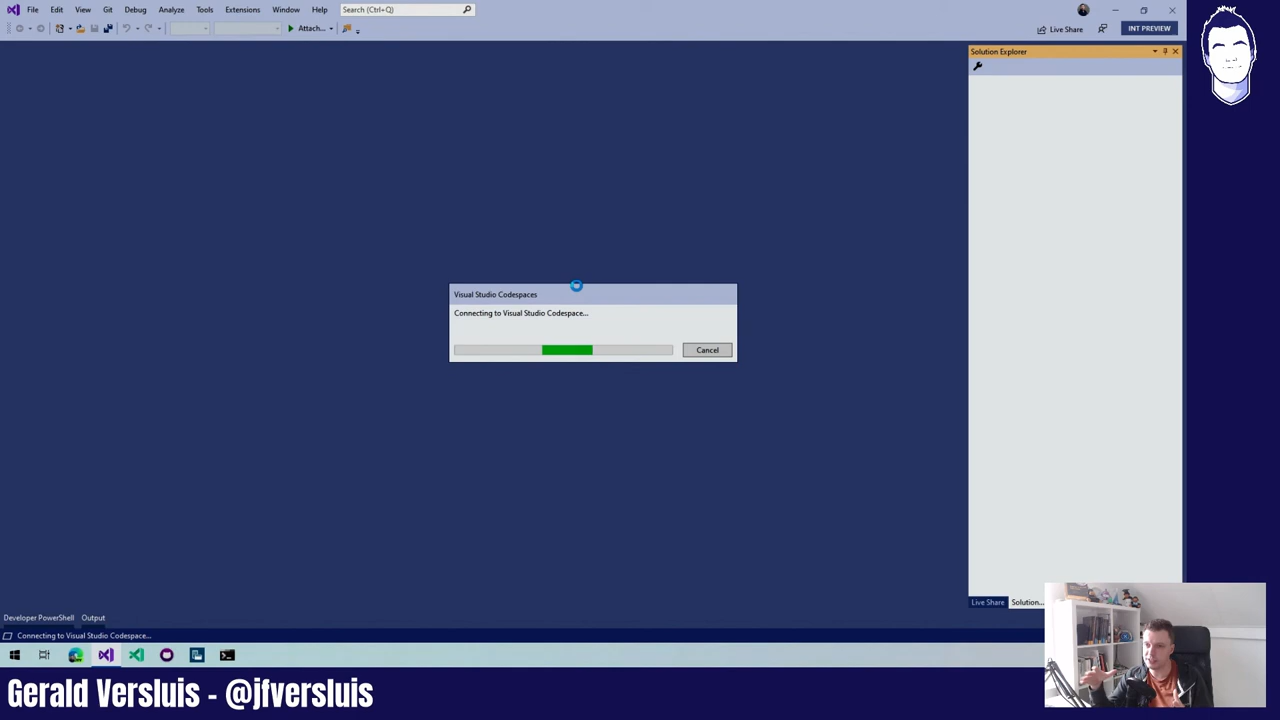 File Edit View Git Debug Analyze Tools Extensions Window Help Search (Ctrl+Q)
Attach...
Live Share
INT PREVIEW
Solution Explorer
Visual Studio Codespaces
Connecting to Visual Studio Codespace...
Cancel
Live Share Solution...
Developer PowerShell Output
Connecting to Visual Studio Codespace...
Gerald Versluis - @jfversluis